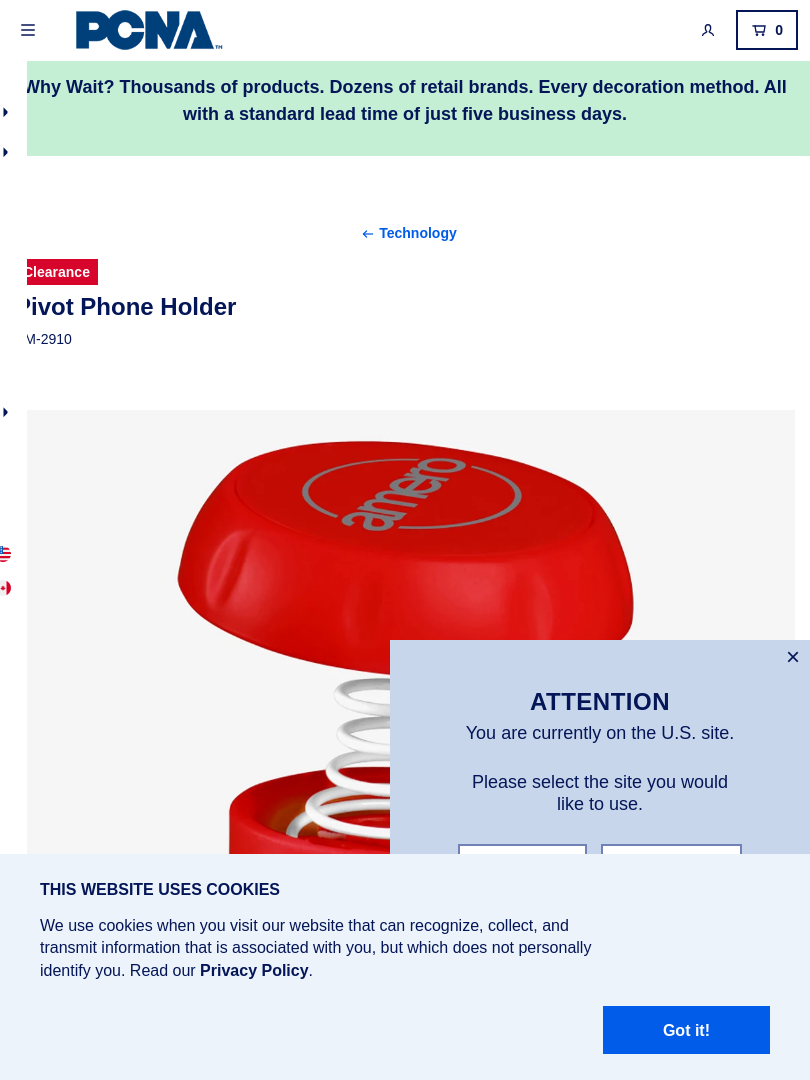 PCNA™
0
Why Wait? Thousands of products. Dozens of retail brands. Every decoration method. All
with a standard lead time of just five business days.
Technology
Clearance
Pivot Phone Holder
M-2910
amero
ATTENTION
You are currently on the U.S. site.
Please select the site you would
like to use.
THIS WEBSITE USES COOKIES
We use cookies when you visit our website that can recognize, collect, and
transmit information that is associated with you, but which does not personally
identify you. Read our Privacy Policy.
Got it!